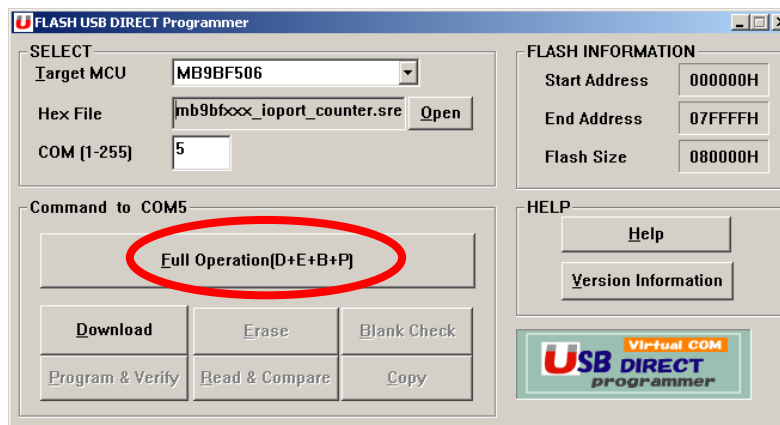 FLASH USB DIRECT Programmer
SELECT
Target MCU MB9BF506
Hex File mb9bfxxx_ioport_counter.sre Open
COM (1-255) 5
FLASH INFORMATION
Start Address 000000H
End Address 07FFFFH
Flash Size 080000H
Command to COM5
Full Operation(D+E+B+P)
Download Erase Blank Check
Program & Verify Read & Compare Copy
HELP
Help
Version Information
Virtual COM
USB DIRECT
programmer